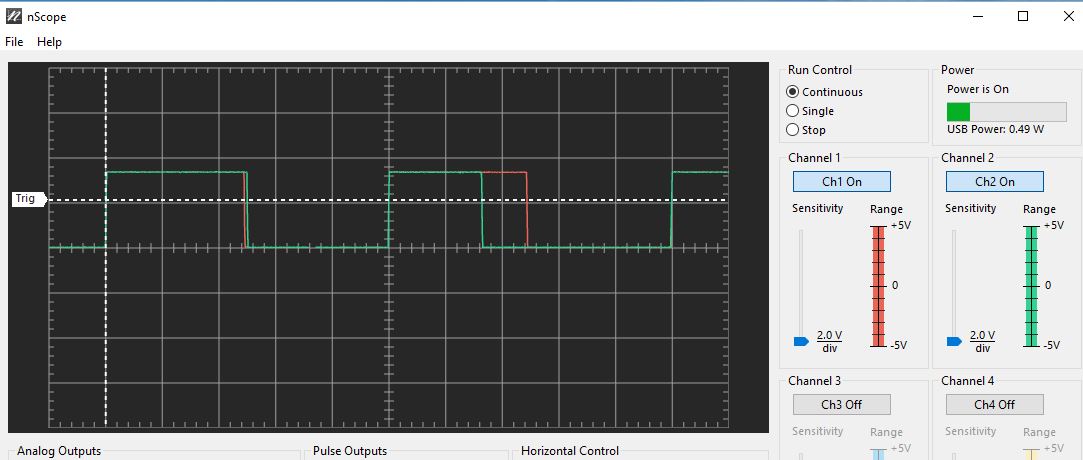 nScope
File Help
Trig
Run Control
Continuous
Single
Stop
Power
Power is On
USB Power: 0.49 W
Channel 1
Ch1 On
Sensitivity
Range
+5V
0
-5V
2.0 V
div
Channel 2
Ch2 On
Sensitivity
Range
+5V
0
-5V
2.0 V
div
Channel 3
Ch3 Off
Sensitivity
Range
+5V
Channel 4
Ch4 Off
Sensitivity
Range
+5V
Analog Outputs
Pulse Outputs
Horizontal Control